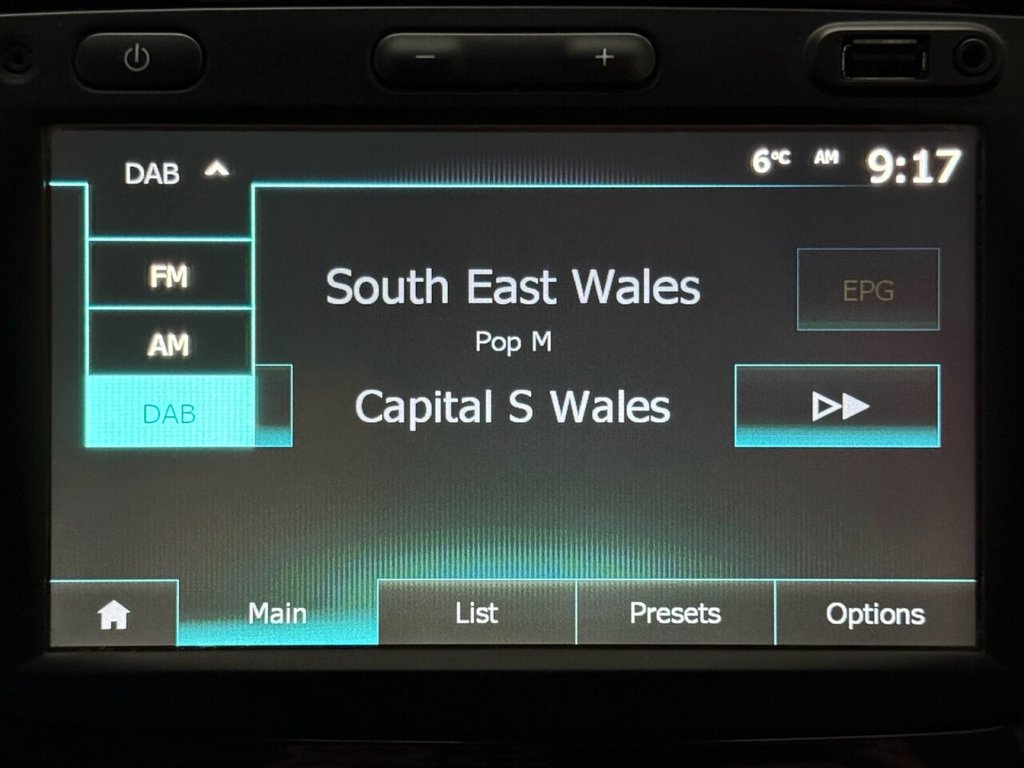 DAB
6°C AM 9:17
FM
AM
DAB
South East Wales
Pop M
Capital S Wales
EPG
Main
List
Presets
Options